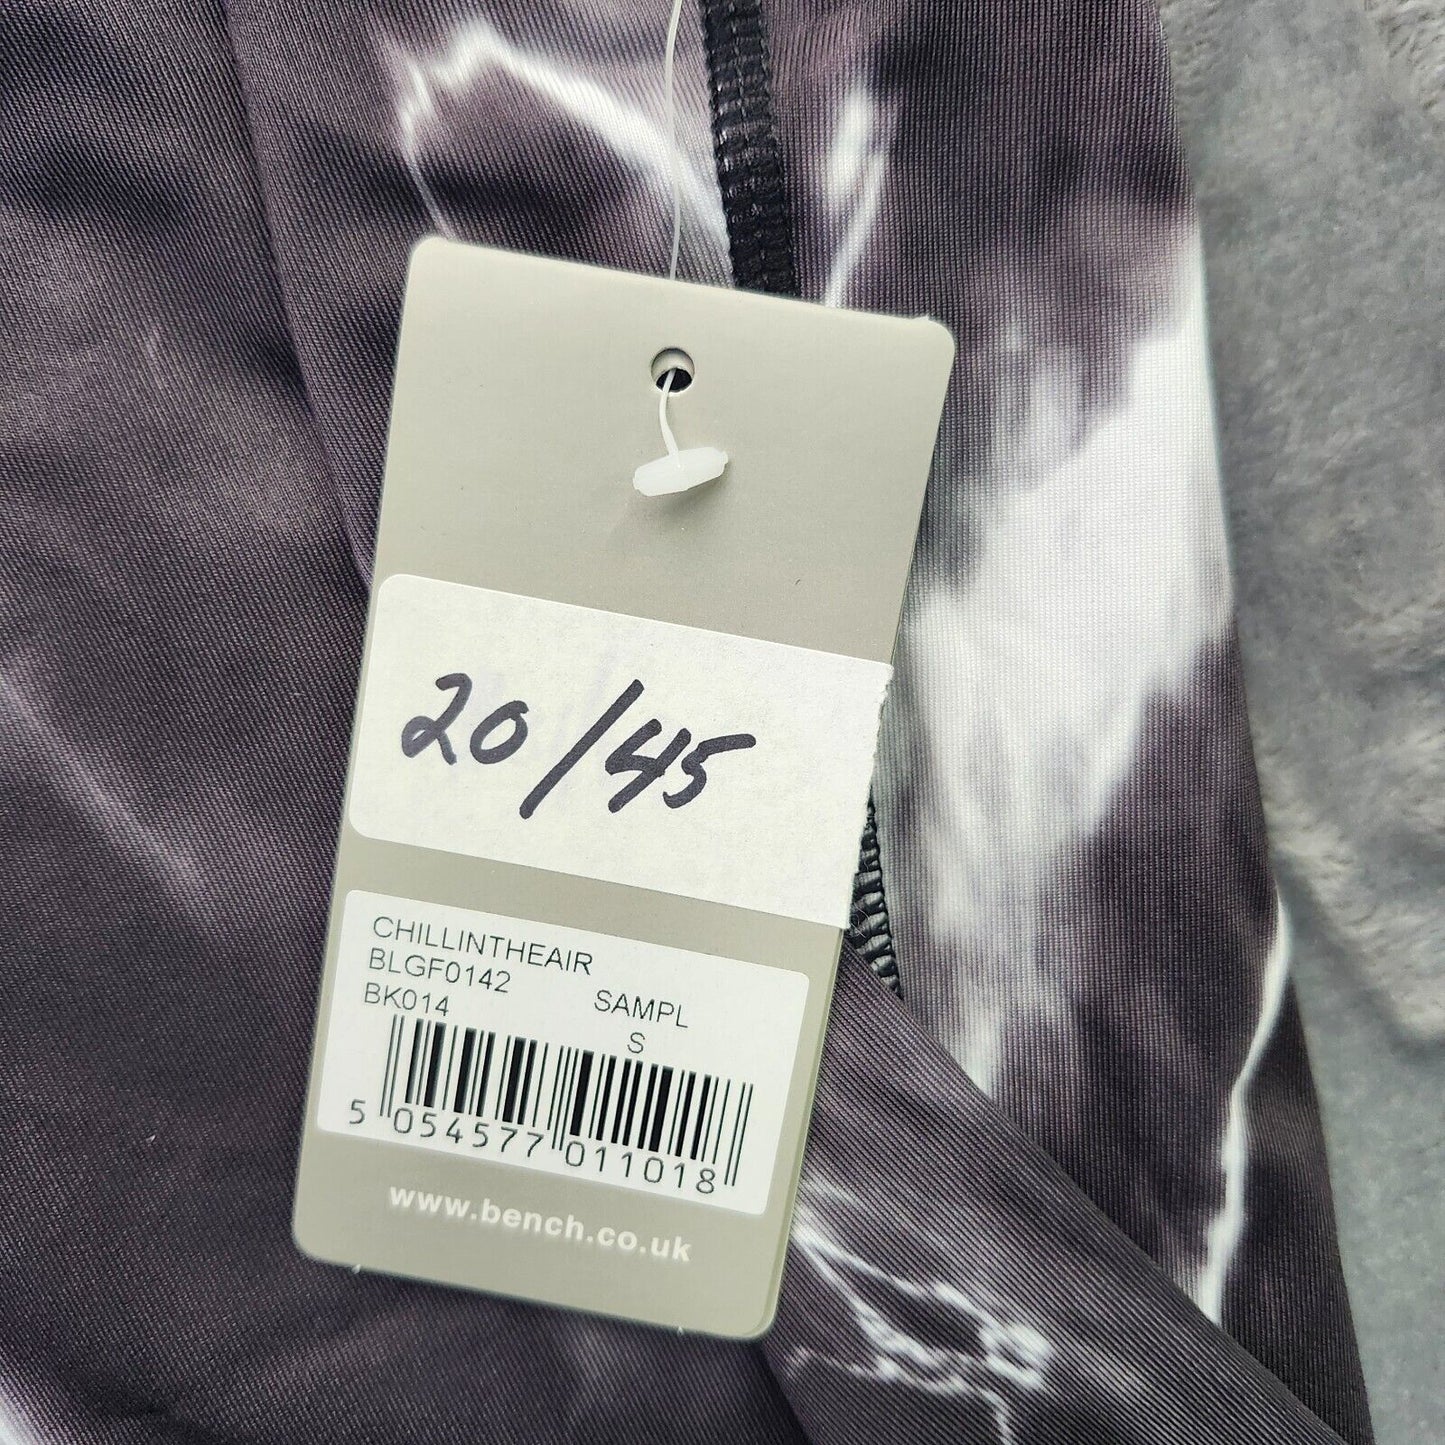 20/45
CHILLINTHEAIR
BLGF0142
BK014 SAMPL
S
5 054577 011018
www.bench.co.uk